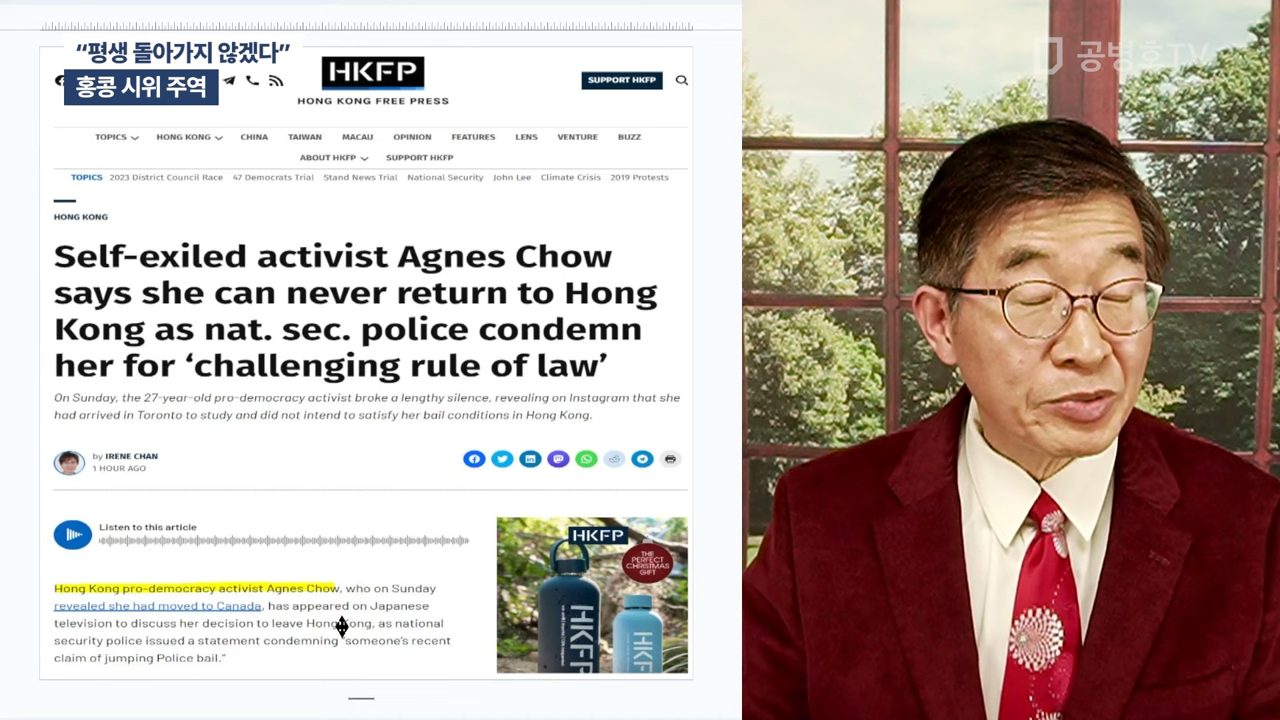 “평생 돌아가지 않겠다”
홍콩 시위 주역
공병호TV
HKFP
HONG KONG FREE PRESS
SUPPORT HKFP
TOPICS HONG KONG CHINA TAIWAN MACAU OPINION FEATURES LENS VENTURE BUZZ
ABOUT HKFP SUPPORT HKFP
TOPICS 2023 District Council Race 47 Democrats Trial Stand News Trial National Security John Lee Climate Crisis 2019 Protests
HONG KONG
Self-exiled activist Agnes Chow
says she can never return to Hong
Kong as nat. sec. police condemn
her for ‘challenging rule of law’
On Sunday, the 27-year-old pro-democracy activist broke a lengthy silence, revealing on Instagram that she
had arrived in Toronto to study and did not intend to satisfy her bail conditions in Hong Kong.
by IRENE CHAN
1 HOUR AGO
Listen to this article
Hong Kong pro-democracy activist Agnes Chow, who on Sunday
revealed she had moved to Canada, has appeared on Japanese
television to discuss her decision to leave Hong Kong, as national
security police issued a statement condemning “someone’s recent
claim of jumping Police bail.”
HKFP
THE
PERFECT
CHRISTMAS
GIFT
HKFP
HKFP